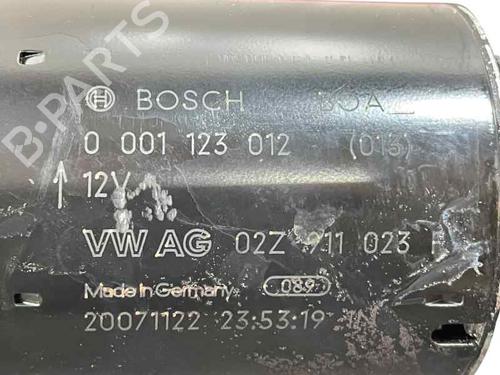 BOSCH BOA
0 001 123 012 (013)
12V
VW AG 02Z 911 023
Made in Germany 089
20071122 23:53:19
B-PARTS